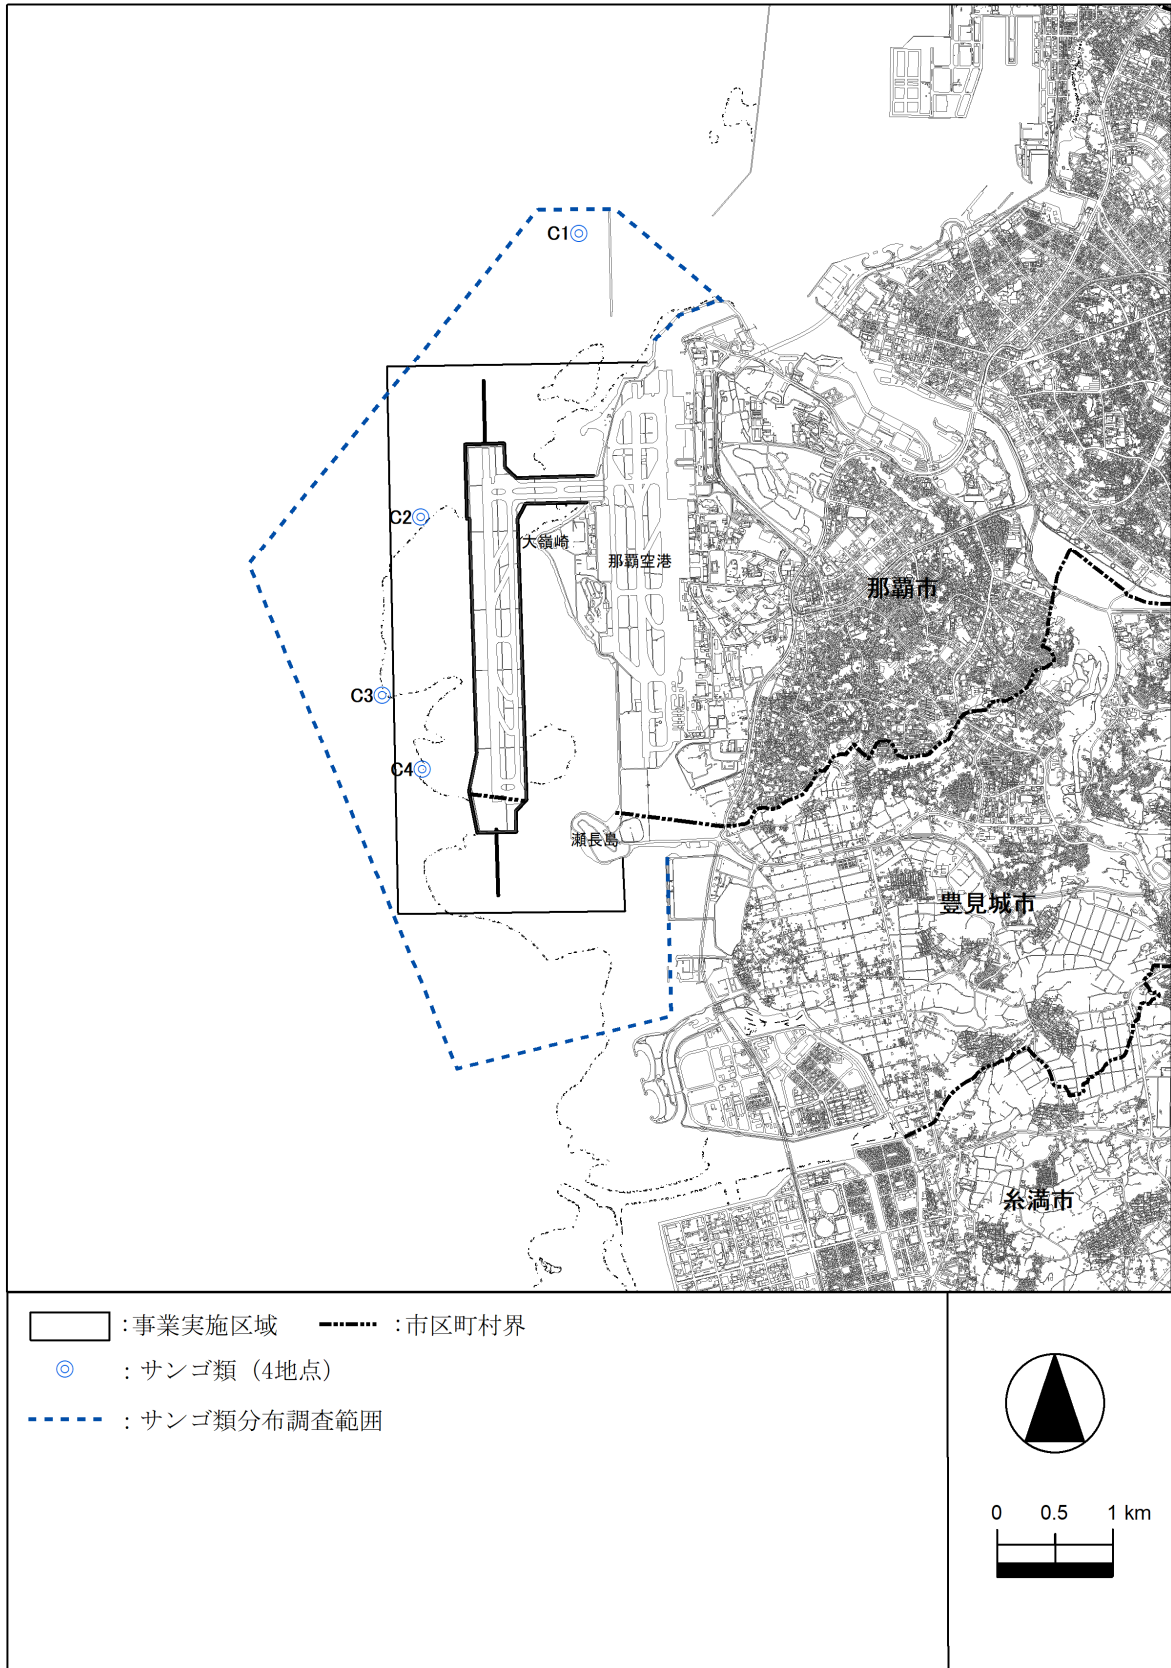 C1
C2
大嶺崎
那覇空港
那覇市
C3
C4
瀬長島
豊見城市
糸満市
:事業実施区域
:市区町村界
:サンゴ類（4地点）
:サンゴ類分布調査範囲
0 0.5 1 km